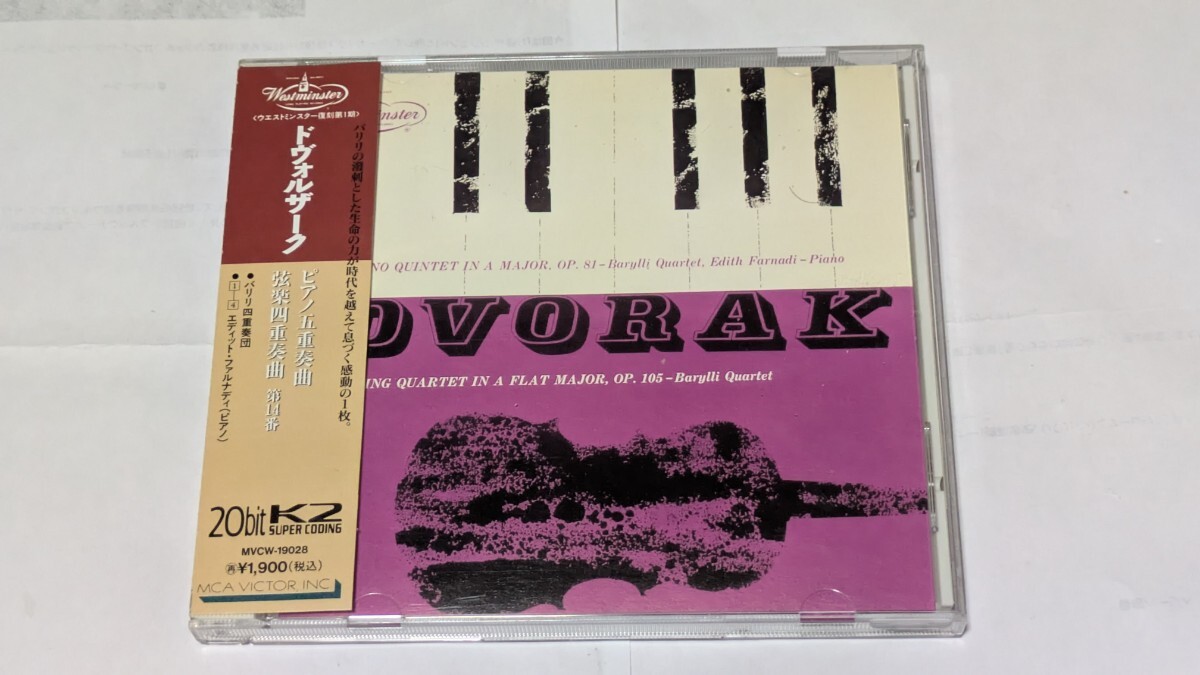 Westminster
〈ウエストミンスター復刻第1期〉
ドヴォルザーク
ピアノ五重奏曲
弦楽四重奏曲 第14番
●バリリ四重奏団
●1―4 エディット・ファルナディ(ピアノ)
バリリの溌剌とした生命の力が時代を越えて息づく感動の1枚。
20bit K2
SUPER CODING
MVCW-19028
再¥1,900(税込)
MCA VICTOR, INC.
minster
NO QUINTET IN A MAJOR, OP. 81–Barylli Quartet, Edith Farnadi–Piano
DVORAK
ING QUARTET IN A FLAT MAJOR, OP. 105–Barylli Quartet